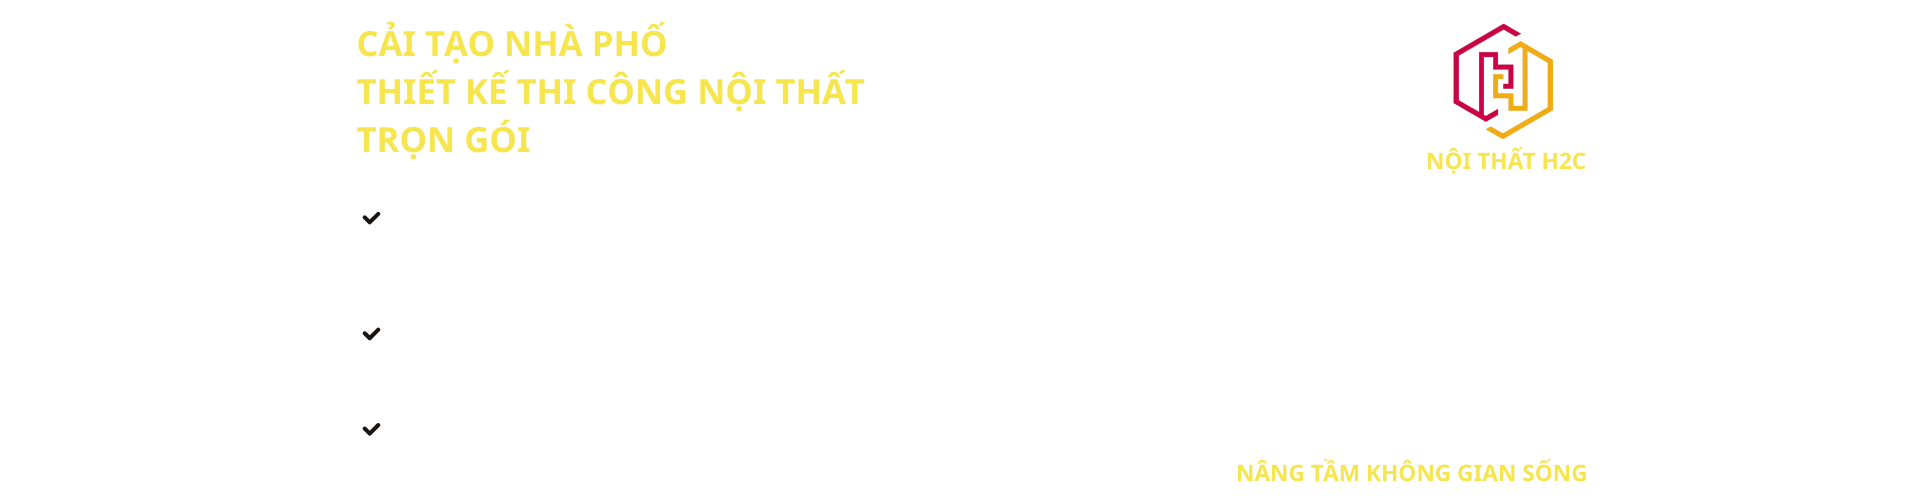 CẢI TẠO NHÀ PHỐ
THIẾT KẾ THI CÔNG NỘI THẤT
TRỌN GÓI
NỘI THẤT H2C
NÂNG TẦM KHÔNG GIAN SỐNG